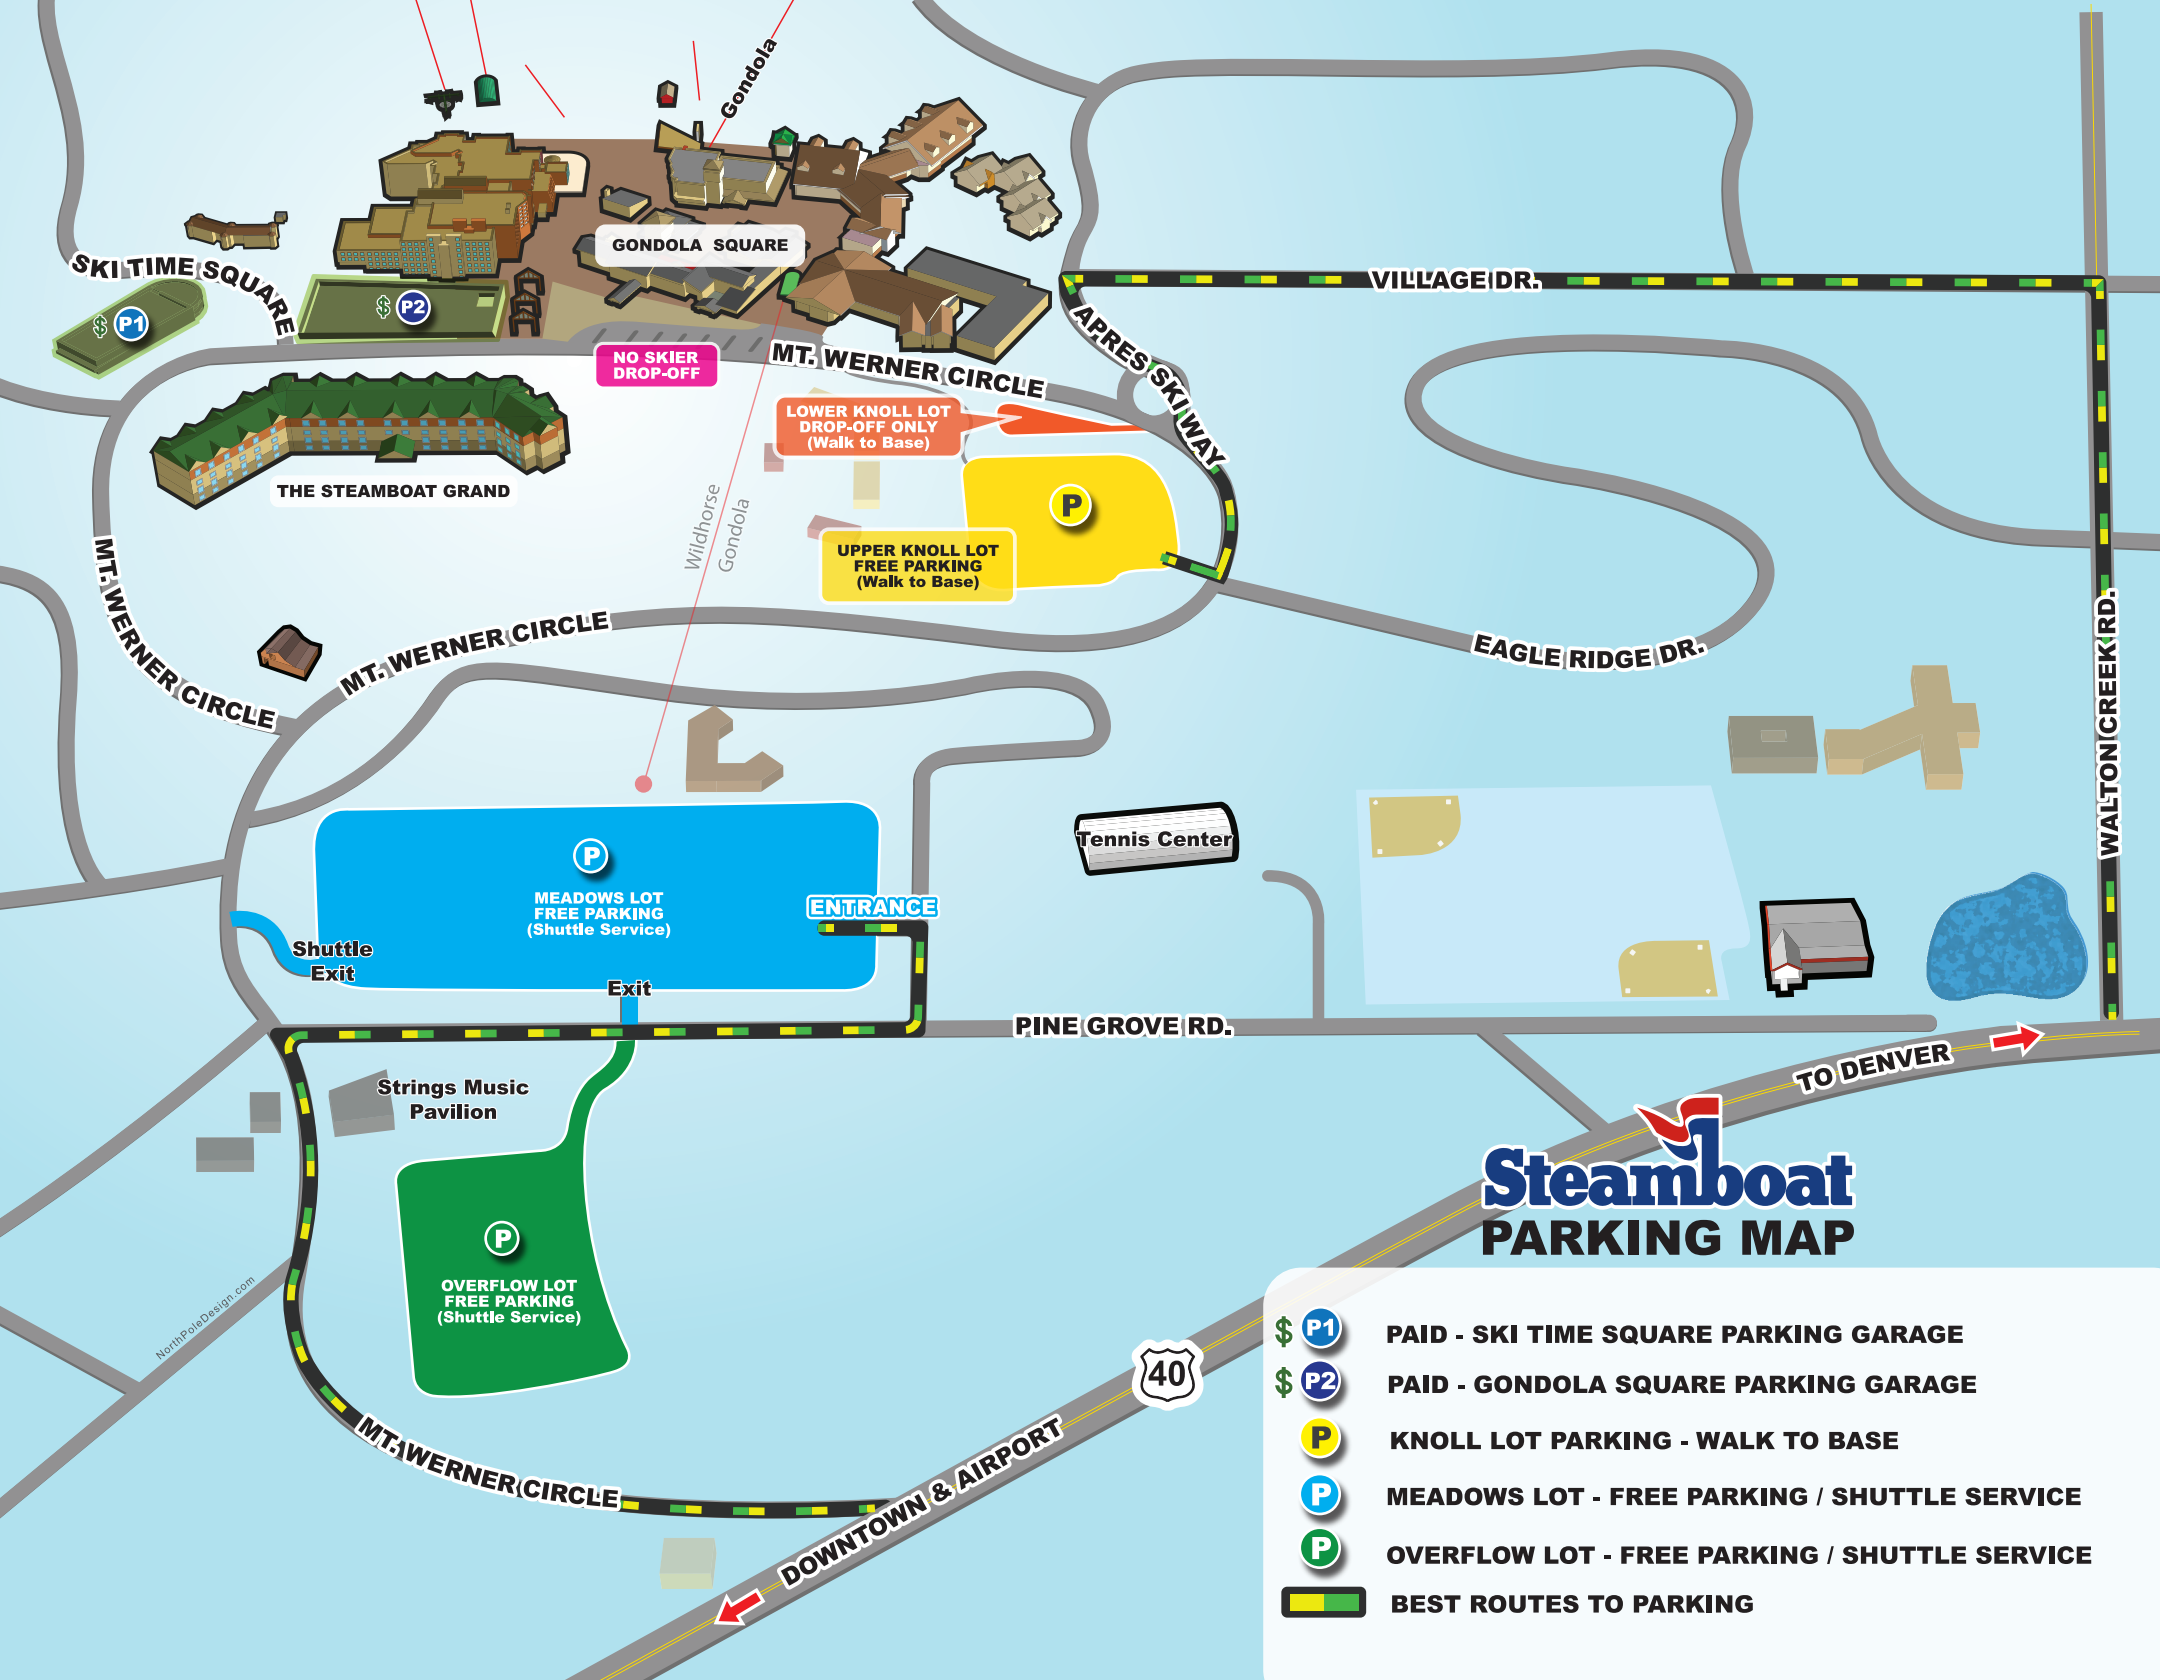 Gondola
GONDOLA SQUARE
SKI TIME SQUARE
$ P1
$ P2
VILLAGE DR.
APRES SKI WAY
NO SKIER
DROP-OFF
MT. WERNER CIRCLE
LOWER KNOLL LOT
DROP-OFF ONLY
(Walk to Base)
THE STEAMBOAT GRAND
Wildhorse
Gondola
P
UPPER KNOLL LOT
FREE PARKING
(Walk to Base)
MT. WERNER CIRCLE
MT. WERNER CIRCLE
EAGLE RIDGE DR.
WALTON CREEK RD.
Tennis Center
P
MEADOWS LOT
FREE PARKING
(Shuttle Service)
ENTRANCE
Shuttle
Exit
Exit
PINE GROVE RD.
TO DENVER
Strings Music
Pavilion
P
OVERFLOW LOT
FREE PARKING
(Shuttle Service)
NorthPoleDesign.com
MT. WERNER CIRCLE
DOWNTOWN & AIRPORT
40
Steamboat
PARKING MAP
$ P1 PAID - SKI TIME SQUARE PARKING GARAGE
$ P2 PAID - GONDOLA SQUARE PARKING GARAGE
P KNOLL LOT PARKING - WALK TO BASE
P MEADOWS LOT - FREE PARKING / SHUTTLE SERVICE
P OVERFLOW LOT - FREE PARKING / SHUTTLE SERVICE
BEST ROUTES TO PARKING